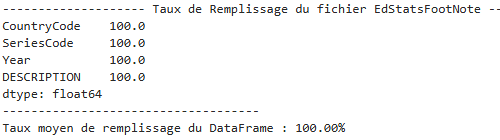 -------------------- Taux de Remplissage du fichier EdStatsFootNote --
CountryCode    100.0
SeriesCode     100.0
Year           100.0
DESCRIPTION    100.0
dtype: float64
------------------------------------
Taux moyen de remplissage du DataFrame : 100.00%